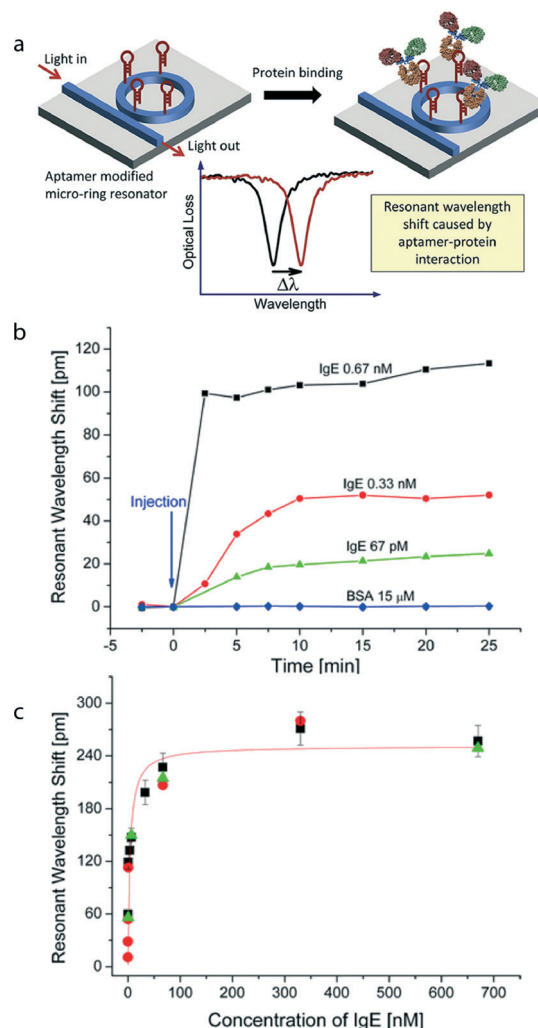 a
Light in
Protein binding
Light out
Aptamer modified
micro-ring resonator
Optical Loss
Δλ
Wavelength
Resonant wavelength
shift caused by
aptamer-protein
interaction
b
Resonant Wavelength Shift [pm]
120
100
80
60
40
20
0
IgE 0.67 nM
Injection
IgE 0.33 nM
IgE 67 pM
BSA 15 μM
-5 0 5 10 15 20 25
Time [min]
c
Resonant Wavelength Shift [pm]
300
240
180
120
60
0
0 100 200 300 400 500 600 700
Concentration of IgE [nM]